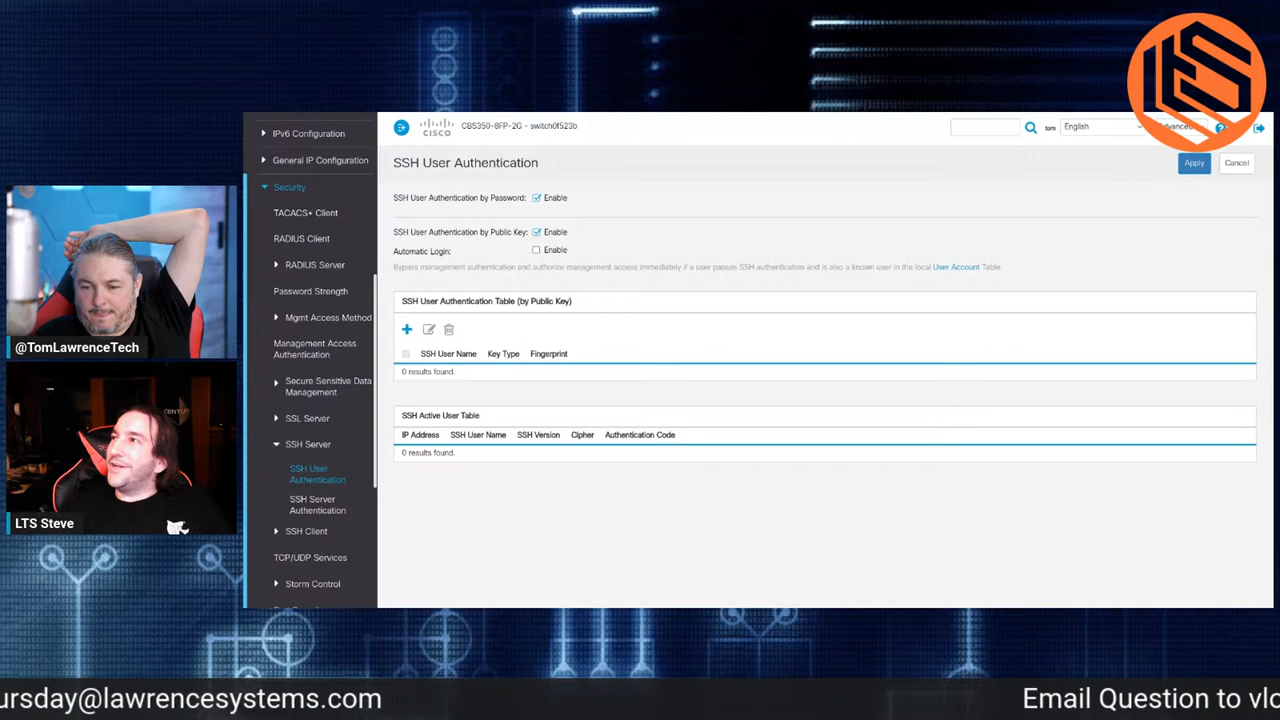 IPv6 Configuration
General IP Configuration
Security
TACACS+ Client
RADIUS Client
RADIUS Server
Password Strength
Mgmt Access Method
Management Access
Authentication
Secure Sensitive Data
Management
SSL Server
SSH Server
SSH User
Authentication
SSH Server
Authentication
SSH Client
TCP/UDP Services
Storm Control
CISCO
CBS350-8FP-2G - switch0f523b
tom
English
Advanced
SSH User Authentication
Apply
Cancel
SSH User Authentication by Password: Enable
SSH User Authentication by Public Key: Enable
Automatic Login: Enable
Bypass management authentication and authorize management access immediately if a user passes SSH authentication and is also a known user in the local User Account Table.
SSH User Authentication Table (by Public Key)
SSH User Name Key Type Fingerprint
0 results found.
SSH Active User Table
IP Address SSH User Name SSH Version Cipher Authentication Code
0 results found.
@TomLawrenceTech
LTS Steve
ursday@lawrencesystems.com
Email Question to vlo